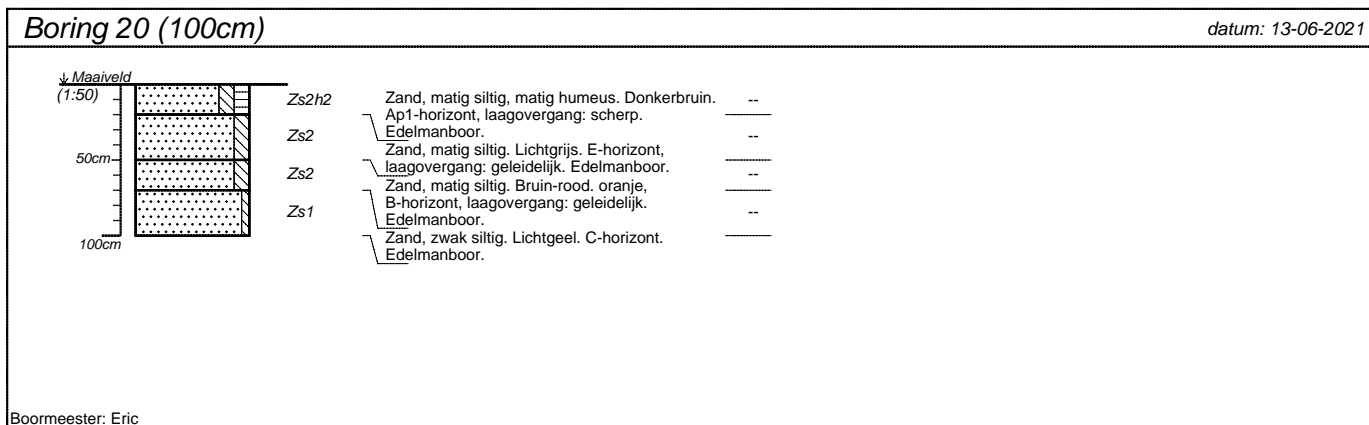 Boring 20 (100cm)
datum: 13-06-2021
Maaiveld
(1:50)
50cm
100cm
Zs2h2
Zand, matig siltig, matig humeus. Donkerbruin.
Ap1-horizont, laagovergang: scherp.
Edelmanboor.
--
Zs2
Zand, matig siltig. Lichtgrijs. E-horizont,
laagovergang: geleidelijk. Edelmanboor.
--
Zs2
Zand, matig siltig. Bruin-rood. oranje,
B-horizont, laagovergang: geleidelijk.
Edelmanboor.
--
Zs1
Zand, zwak siltig. Lichtgeel. C-horizont.
Edelmanboor.
--
Boormeester: Eric